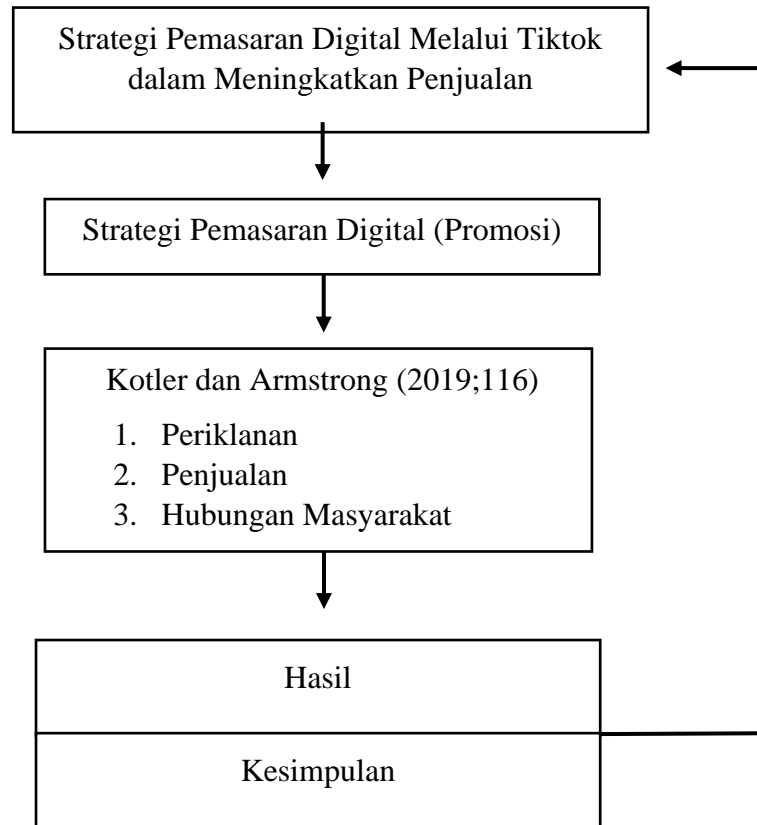 Strategi Pemasaran Digital Melalui Tiktok
dalam Meningkatkan Penjualan
Strategi Pemasaran Digital (Promosi)
Kotler dan Armstrong (2019;116)
1. Periklanan
2. Penjualan
3. Hubungan Masyarakat
Hasil
Kesimpulan